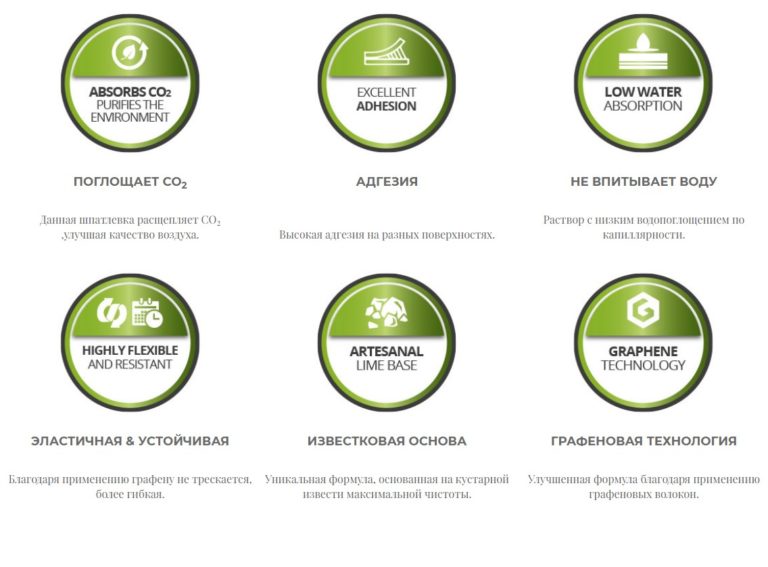 ABSORBS CO₂
PURIFIES THE
ENVIRONMENT
EXCELLENT
ADHESION
LOW WATER
ABSORPTION
ПОГЛОЩАЕТ CO₂
АДГЕЗИЯ
НЕ ВПИТЫВАЕТ ВОДУ
Данная шпатлевка расщепляет CO₂
,улучшая качество воздуха.
Высокая адгезия на разных поверхностях.
Раствор с низким водопоглощением по
капиллярности.
HIGHLY FLEXIBLE
AND RESISTANT
ARTESANAL
LIME BASE
GRAPHENE
TECHNOLOGY
ЭЛАСТИЧНАЯ & УСТОЙЧИВАЯ
ИЗВЕСТКОВАЯ ОСНОВА
ГРАФЕНОВАЯ ТЕХНОЛОГИЯ
Благодаря применению графену не трескается,
более гибкая.
Уникальная формула, основанная на кустарной
извести максимальной чистоты.
Улучшенная формула благодаря применению
графеновых волокон.